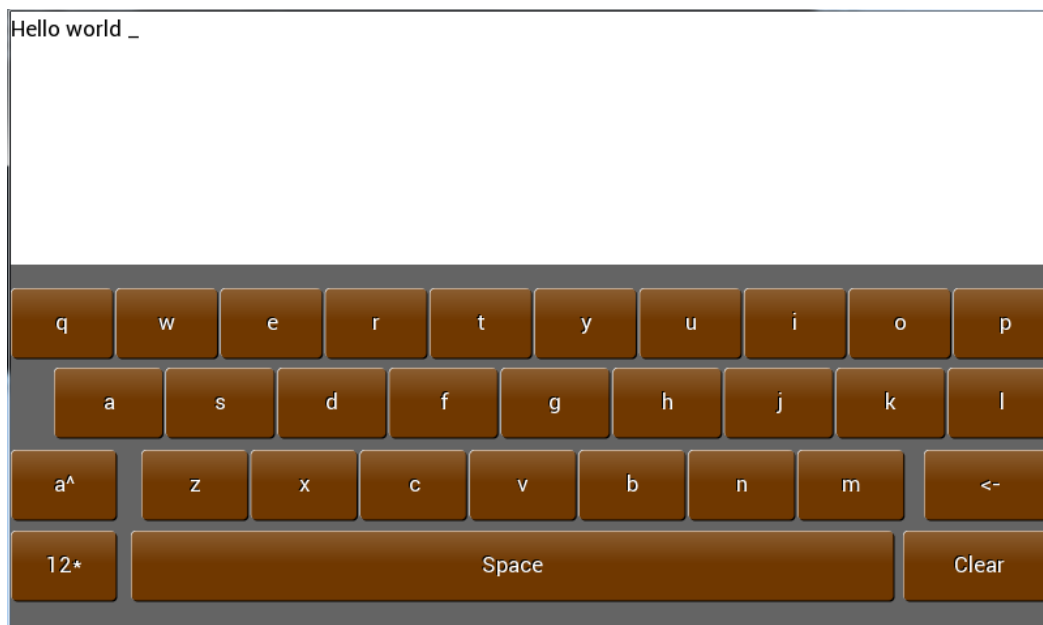 Hello world _
q w e r t y u i o p
a s d f g h j k l
a^ z x c v b n m <-
12* Space Clear